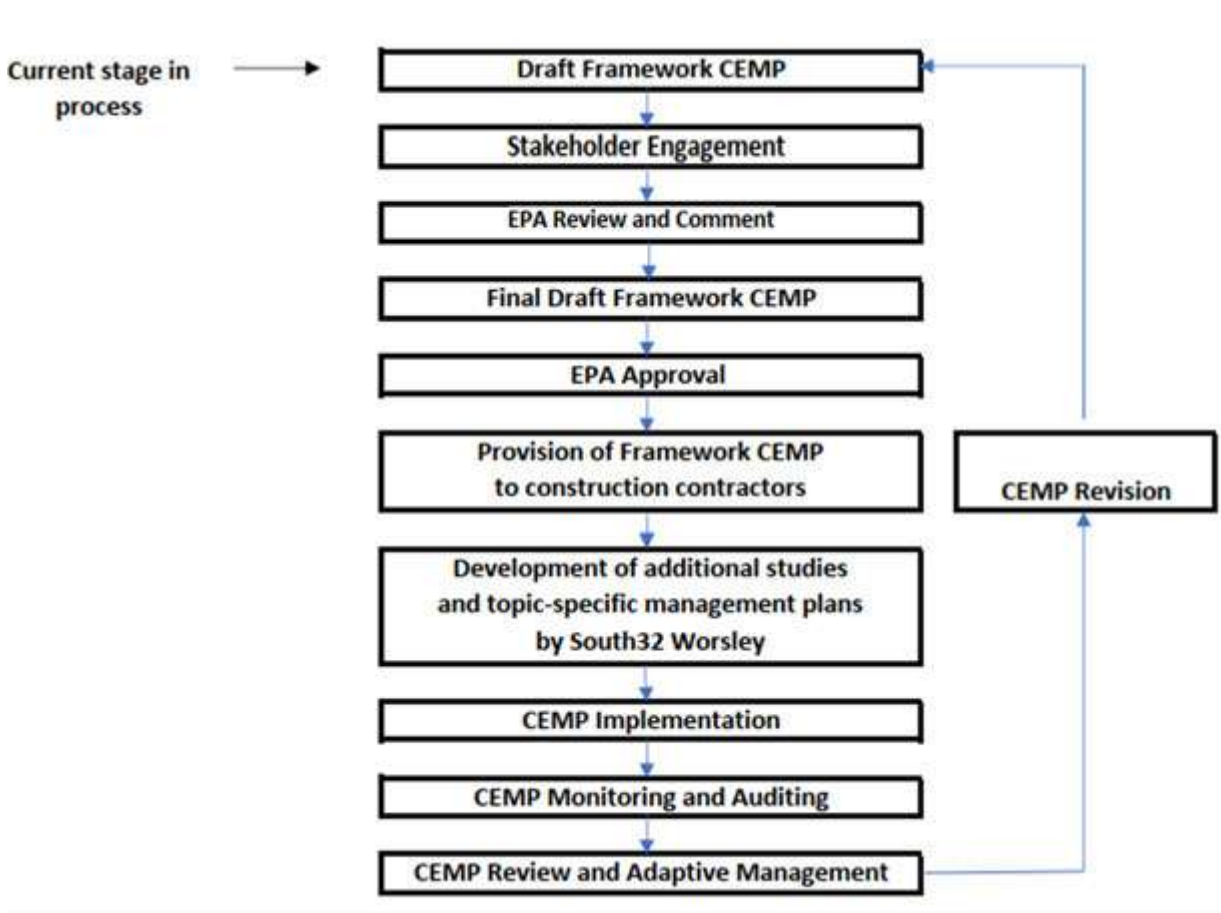 Current stage in
process
Draft Framework CEMP
Stakeholder Engagement
EPA Review and Comment
Final Draft Framework CEMP
EPA Approval
Provision of Framework CEMP
to construction contractors
CEMP Revision
Development of additional studies
and topic-specific management plans
by South32 Worsley
CEMP Implementation
CEMP Monitoring and Auditing
CEMP Review and Adaptive Management